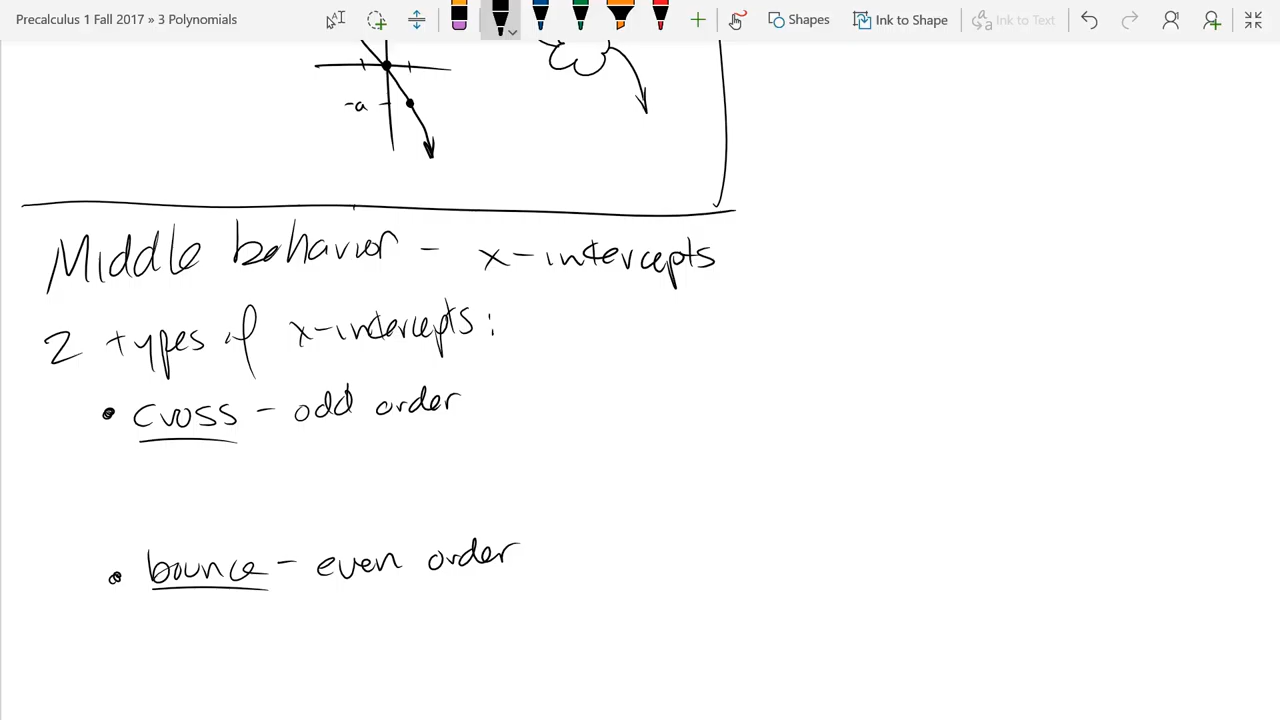 Precalculus 1 Fall 2017 » 3 Polynomials
Shapes
Ink to Shape
Ink to Text
-a
Middle behavior - x-intercepts
2 types of x-intercepts:
• cross - odd order
• bounce - even order